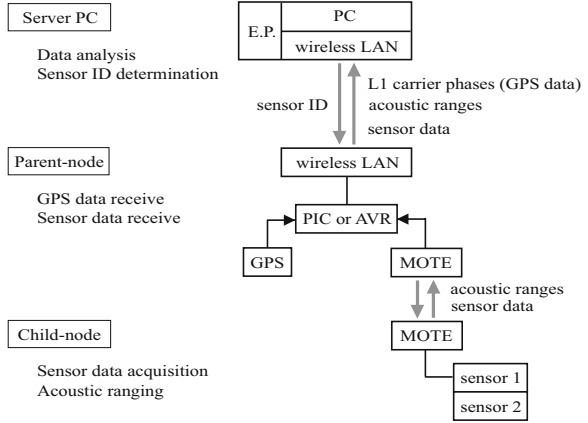 Server PC
Data analysis
Sensor ID determination
E.P.
PC
wireless LAN
sensor ID
L1 carrier phases (GPS data)
acoustic ranges
sensor data
Parent-node
GPS data receive
Sensor data receive
wireless LAN
PIC or AVR
GPS
MOTE
acoustic ranges
sensor data
Child-node
Sensor data acquisition
Acoustic ranging
MOTE
sensor 1
sensor 2